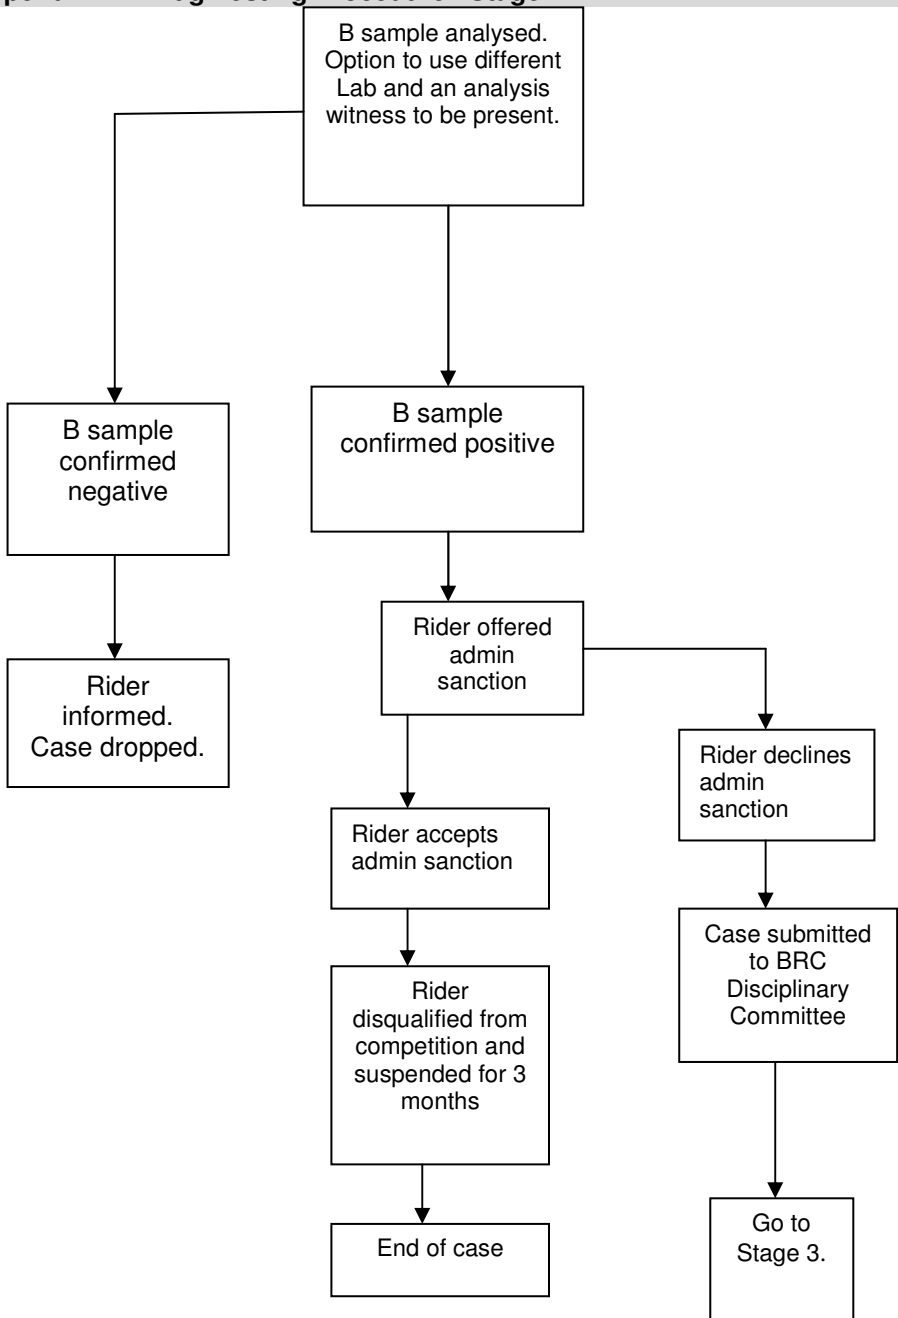 B sample analysed.
Option to use different
Lab and an analysis
witness to be present.
B sample
confirmed
negative
B sample
confirmed positive
Rider offered
admin
sanction
Rider
informed.
Case dropped.
Rider declines
admin
sanction
Rider accepts
admin sanction
Case submitted
to BRC
Disciplinary
Committee
Rider
disqualified from
competition and
suspended for 3
months
Go to
Stage 3.
End of case